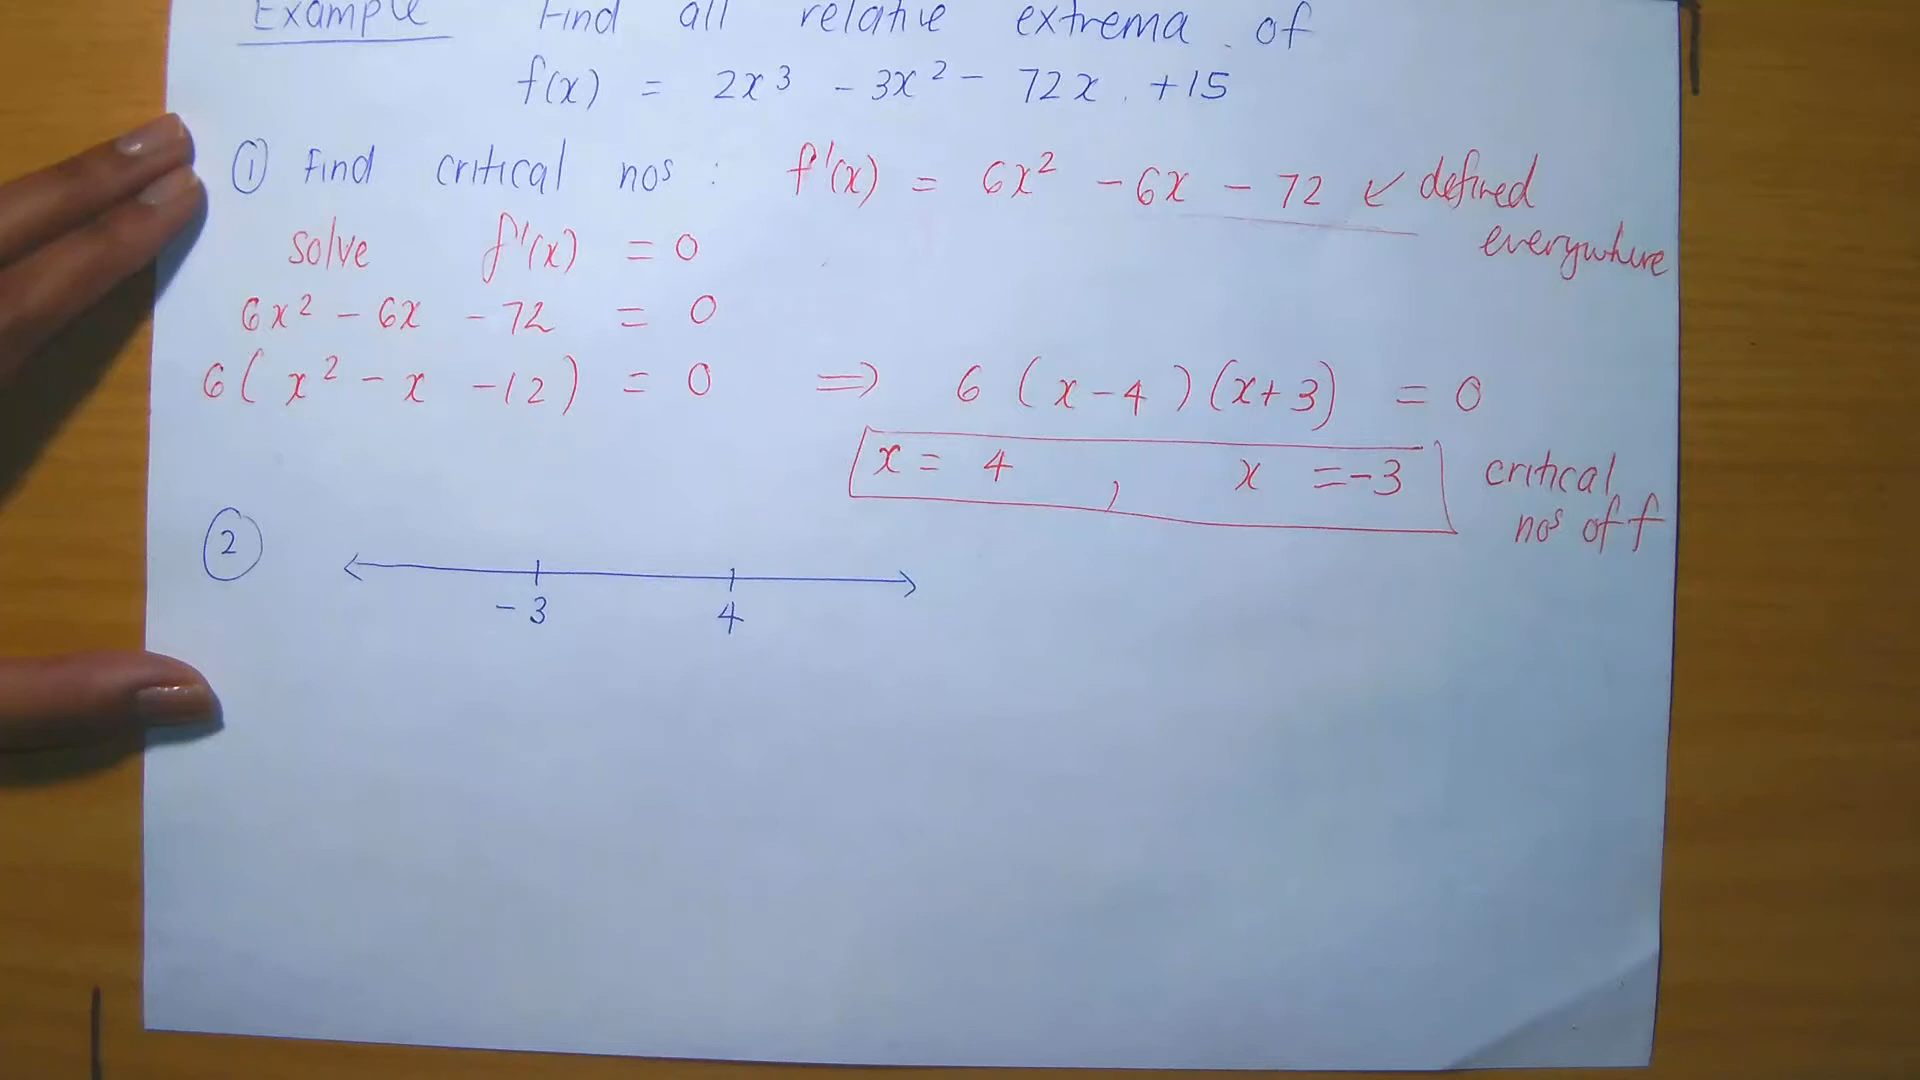 Example Find all relative extrema of
f(x) = 2x³ - 3x² - 72x + 15
① Find critical nos : f'(x) = 6x² - 6x - 72 ↙ defined everywhere
solve f'(x) = 0
6x² - 6x - 72 = 0
6(x² - x - 12) = 0 ⟹ 6(x-4)(x+3) = 0
x = 4 , x = -3 critical nos of f
②
-3 4